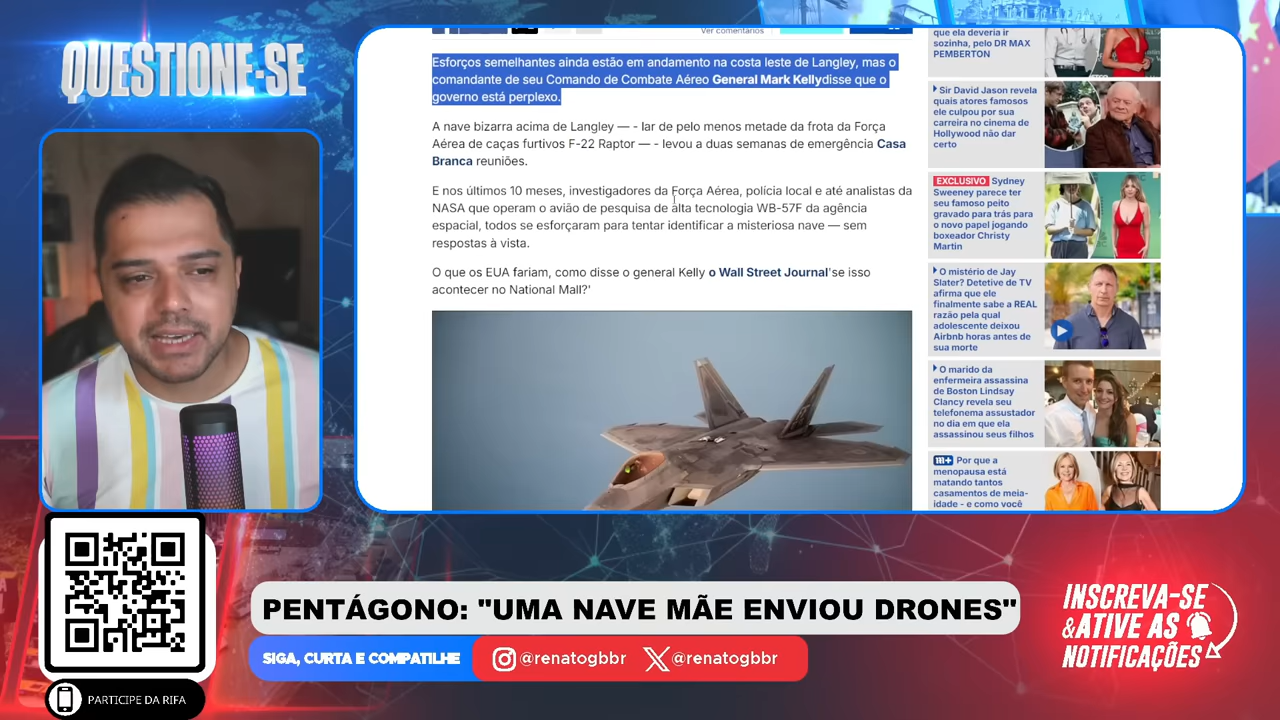 QUESTIONE-SE
Ver comentários
Esforços semelhantes ainda estão em andamento na costa leste de Langley, mas o
comandante de seu Comando de Combate Aéreo General Mark Kellydisse que o
governo está perplexo.
A nave bizarra acima de Langley — - lar de pelo menos metade da frota da Força
Aérea de caças furtivos F-22 Raptor — - levou a duas semanas de emergência Casa
Branca reuniões.
E nos últimos 10 meses, investigadores da Força Aérea, polícia local e até analistas da
NASA que operam o avião de pesquisa de alta tecnologia WB-57F da agência
espacial, todos se esforçaram para tentar identificar a misteriosa nave — sem
respostas à vista.
O que os EUA fariam, como disse o general Kelly o Wall Street Journal'se isso
acontecer no National Mall?'
que ela deveria ir
sozinha, pelo DR MAX
PEMBERTON
Sir David Jason revela
quais atores famosos
ele culpou por sua
carreira no cinema de
Hollywood não dar
certo
EXCLUSIVO Sydney
Sweeney parece ter
seu famoso peito
gravado para trás para
o novo papel jogando
boxeador Christy
Martin
O mistério de Jay
Slater? Detetive de TV
afirma que ele
finalmente sabe a REAL
razão pela qual
adolescente deixou
Airbnb horas antes de
sua morte
O marido da
enfermeira assassina
de Boston Lindsay
Clancy revela seu
telefonema assustador
no dia em que ela
assassinou seus filhos
m+ Por que a
menopausa está
matando tantos
casamentos de meia-
idade - e como você
PENTÁGONO: "UMA NAVE MÃE ENVIOU DRONES"
SIGA, CURTA E COMPATILHE
@renatogbbr
@renatogbbr
INSCREVA-SE
&ATIVE AS
NOTIFICAÇÕES
PARTICIPE DA RIFA